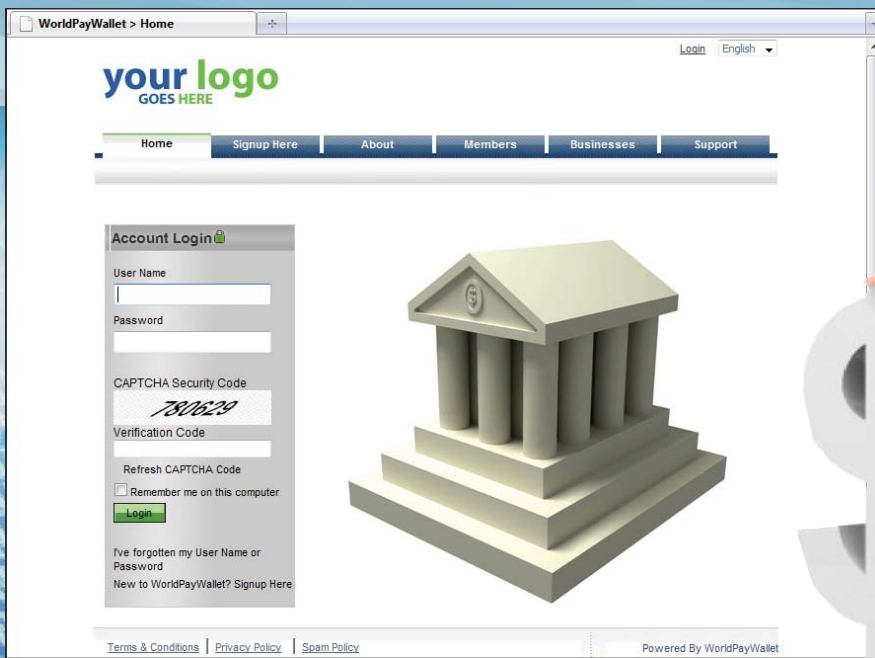 WorldPayWallet > Home
Login English
your logo
GOES HERE
Home Signup Here About Members Businesses Support
Account Login
User Name
Password
CAPTCHA Security Code
780629
Verification Code
Refresh CAPTCHA Code
Remember me on this computer
Login
I've forgotten my User Name or
Password
New to WorldPayWallet? Signup Here
$
Terms & Conditions Privacy Policy Spam Policy
Powered By WorldPayWallet